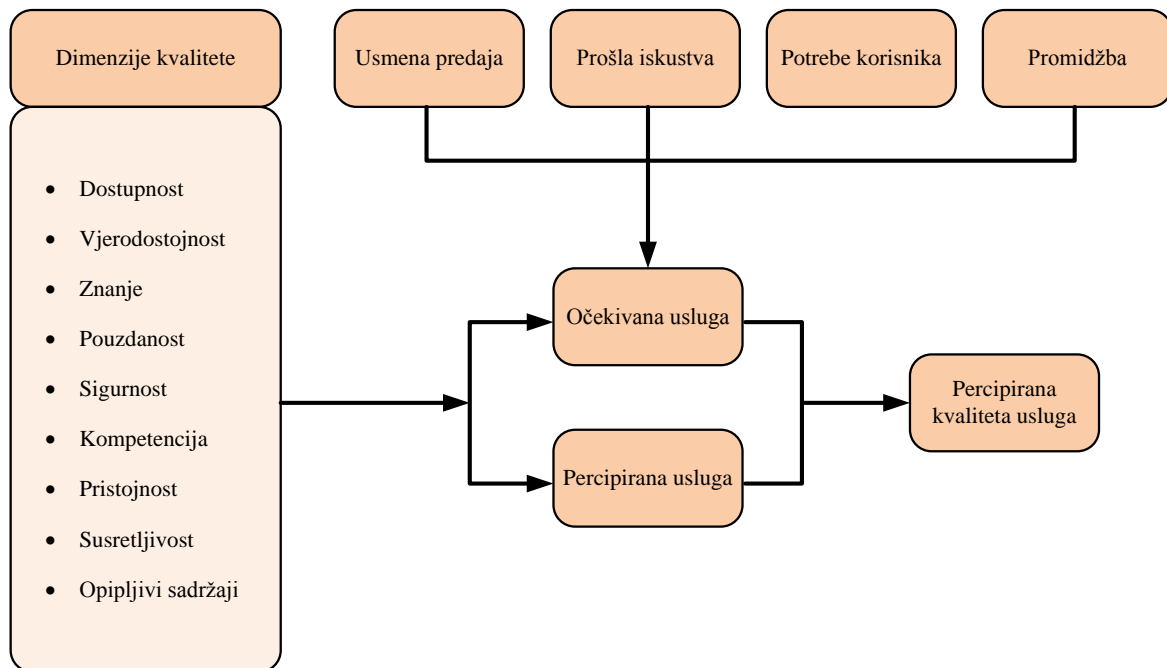 Dimenzije kvalitete
• Dostupnost
• Vjerodostojnost
• Znanje
• Pouzdanost
• Sigurnost
• Kompetencija
• Pristojnost
• Susretljivost
• Opipljivi sadržaji
Usmena predaja
Prošla iskustva
Potrebe korisnika
Promidžba
Očekivana usluga
Percipirana usluga
Percipirana
kvaliteta usluga